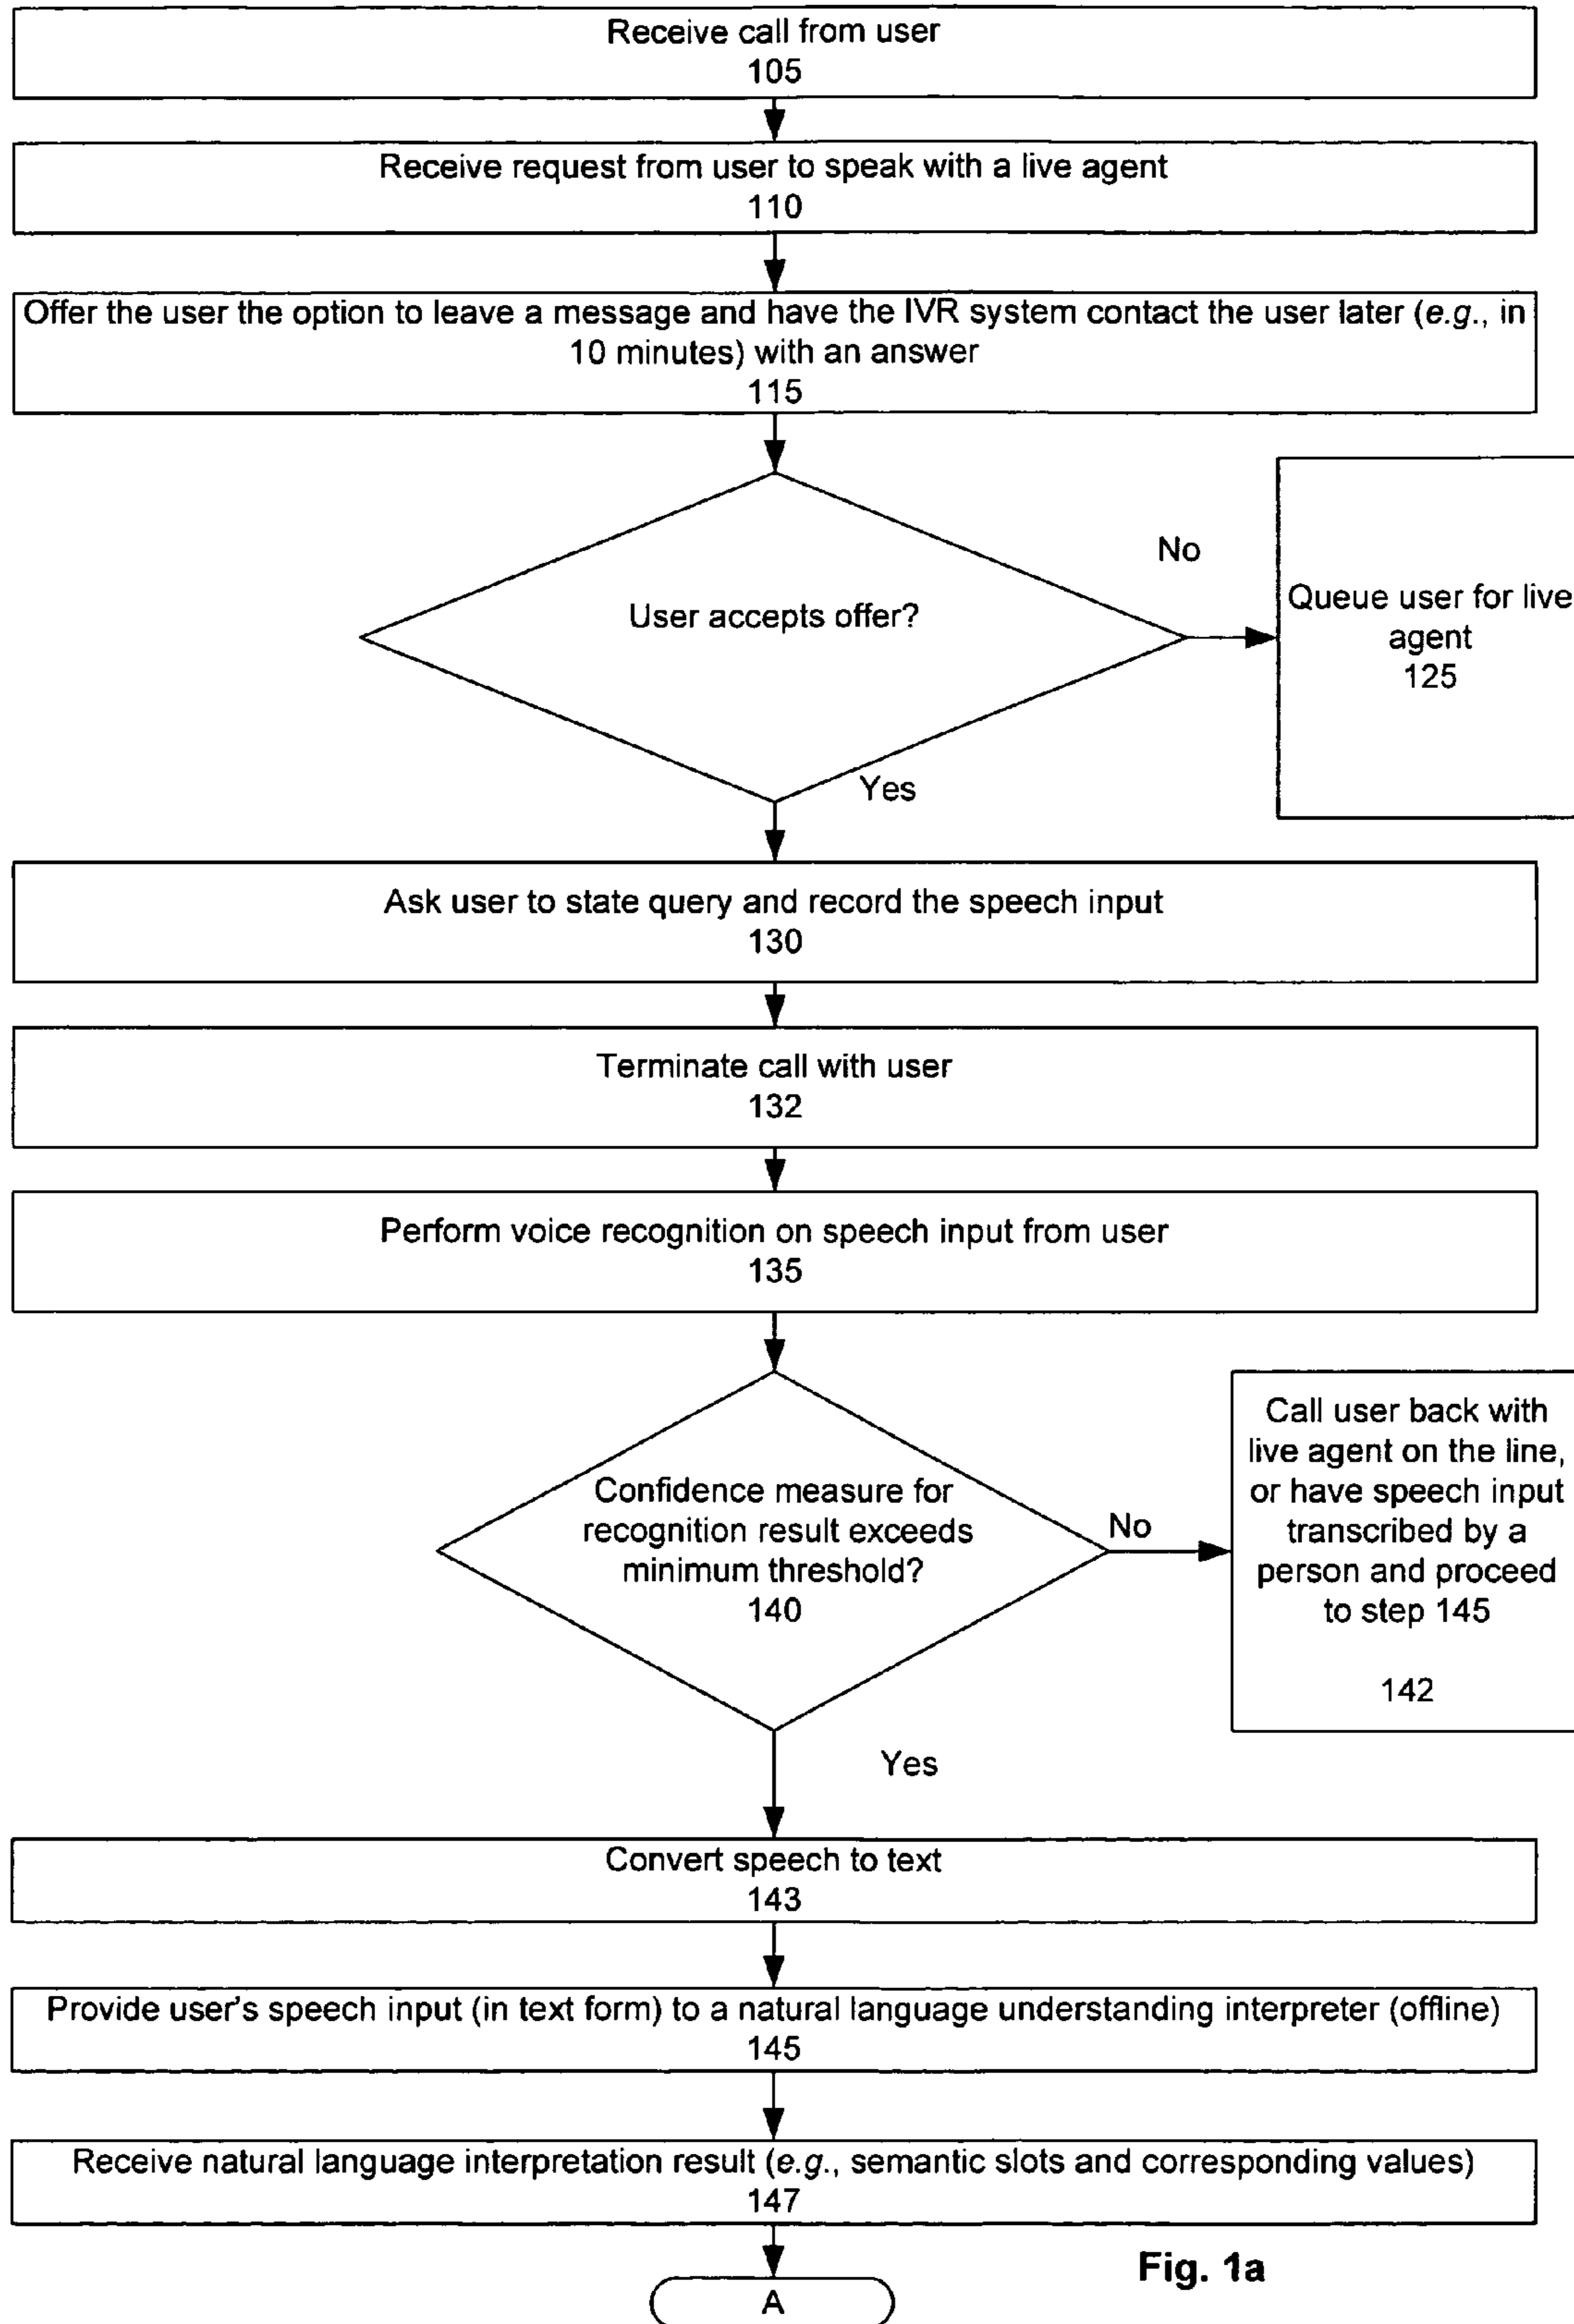 Receive call from user
105
Receive request from user to speak with a live agent
110
Offer the user the option to leave a message and have the IVR system contact the user later (e.g., in
10 minutes) with an answer
115
User accepts offer?
No
Queue user for live
agent
125
Yes
Ask user to state query and record the speech input
130
Terminate call with user
132
Perform voice recognition on speech input from user
135
Confidence measure for
recognition result exceeds
minimum threshold?
140
No
Call user back with
live agent on the line,
or have speech input
transcribed by a
person and proceed
to step 145
142
Yes
Convert speech to text
143
Provide user's speech input (in text form) to a natural language understanding interpreter (offline)
145
Receive natural language interpretation result (e.g., semantic slots and corresponding values)
147
Fig. 1a
A